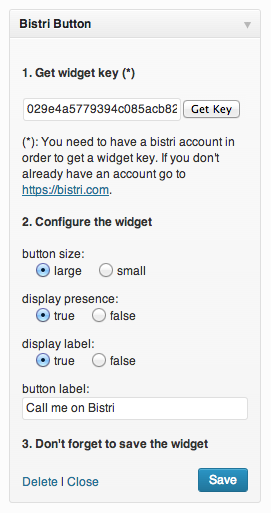 Bistri Button
1. Get widget key (*)
029e4a5779394c085acb82 Get Key
(*): You need to have a bistri account in
order to get a widget key. If you don't
already have an account go to
https://bistri.com.
2. Configure the widget
button size:
large small
display presence:
true false
display label:
true false
button label:
Call me on Bistri
3. Don't forget to save the widget
Delete | Close Save